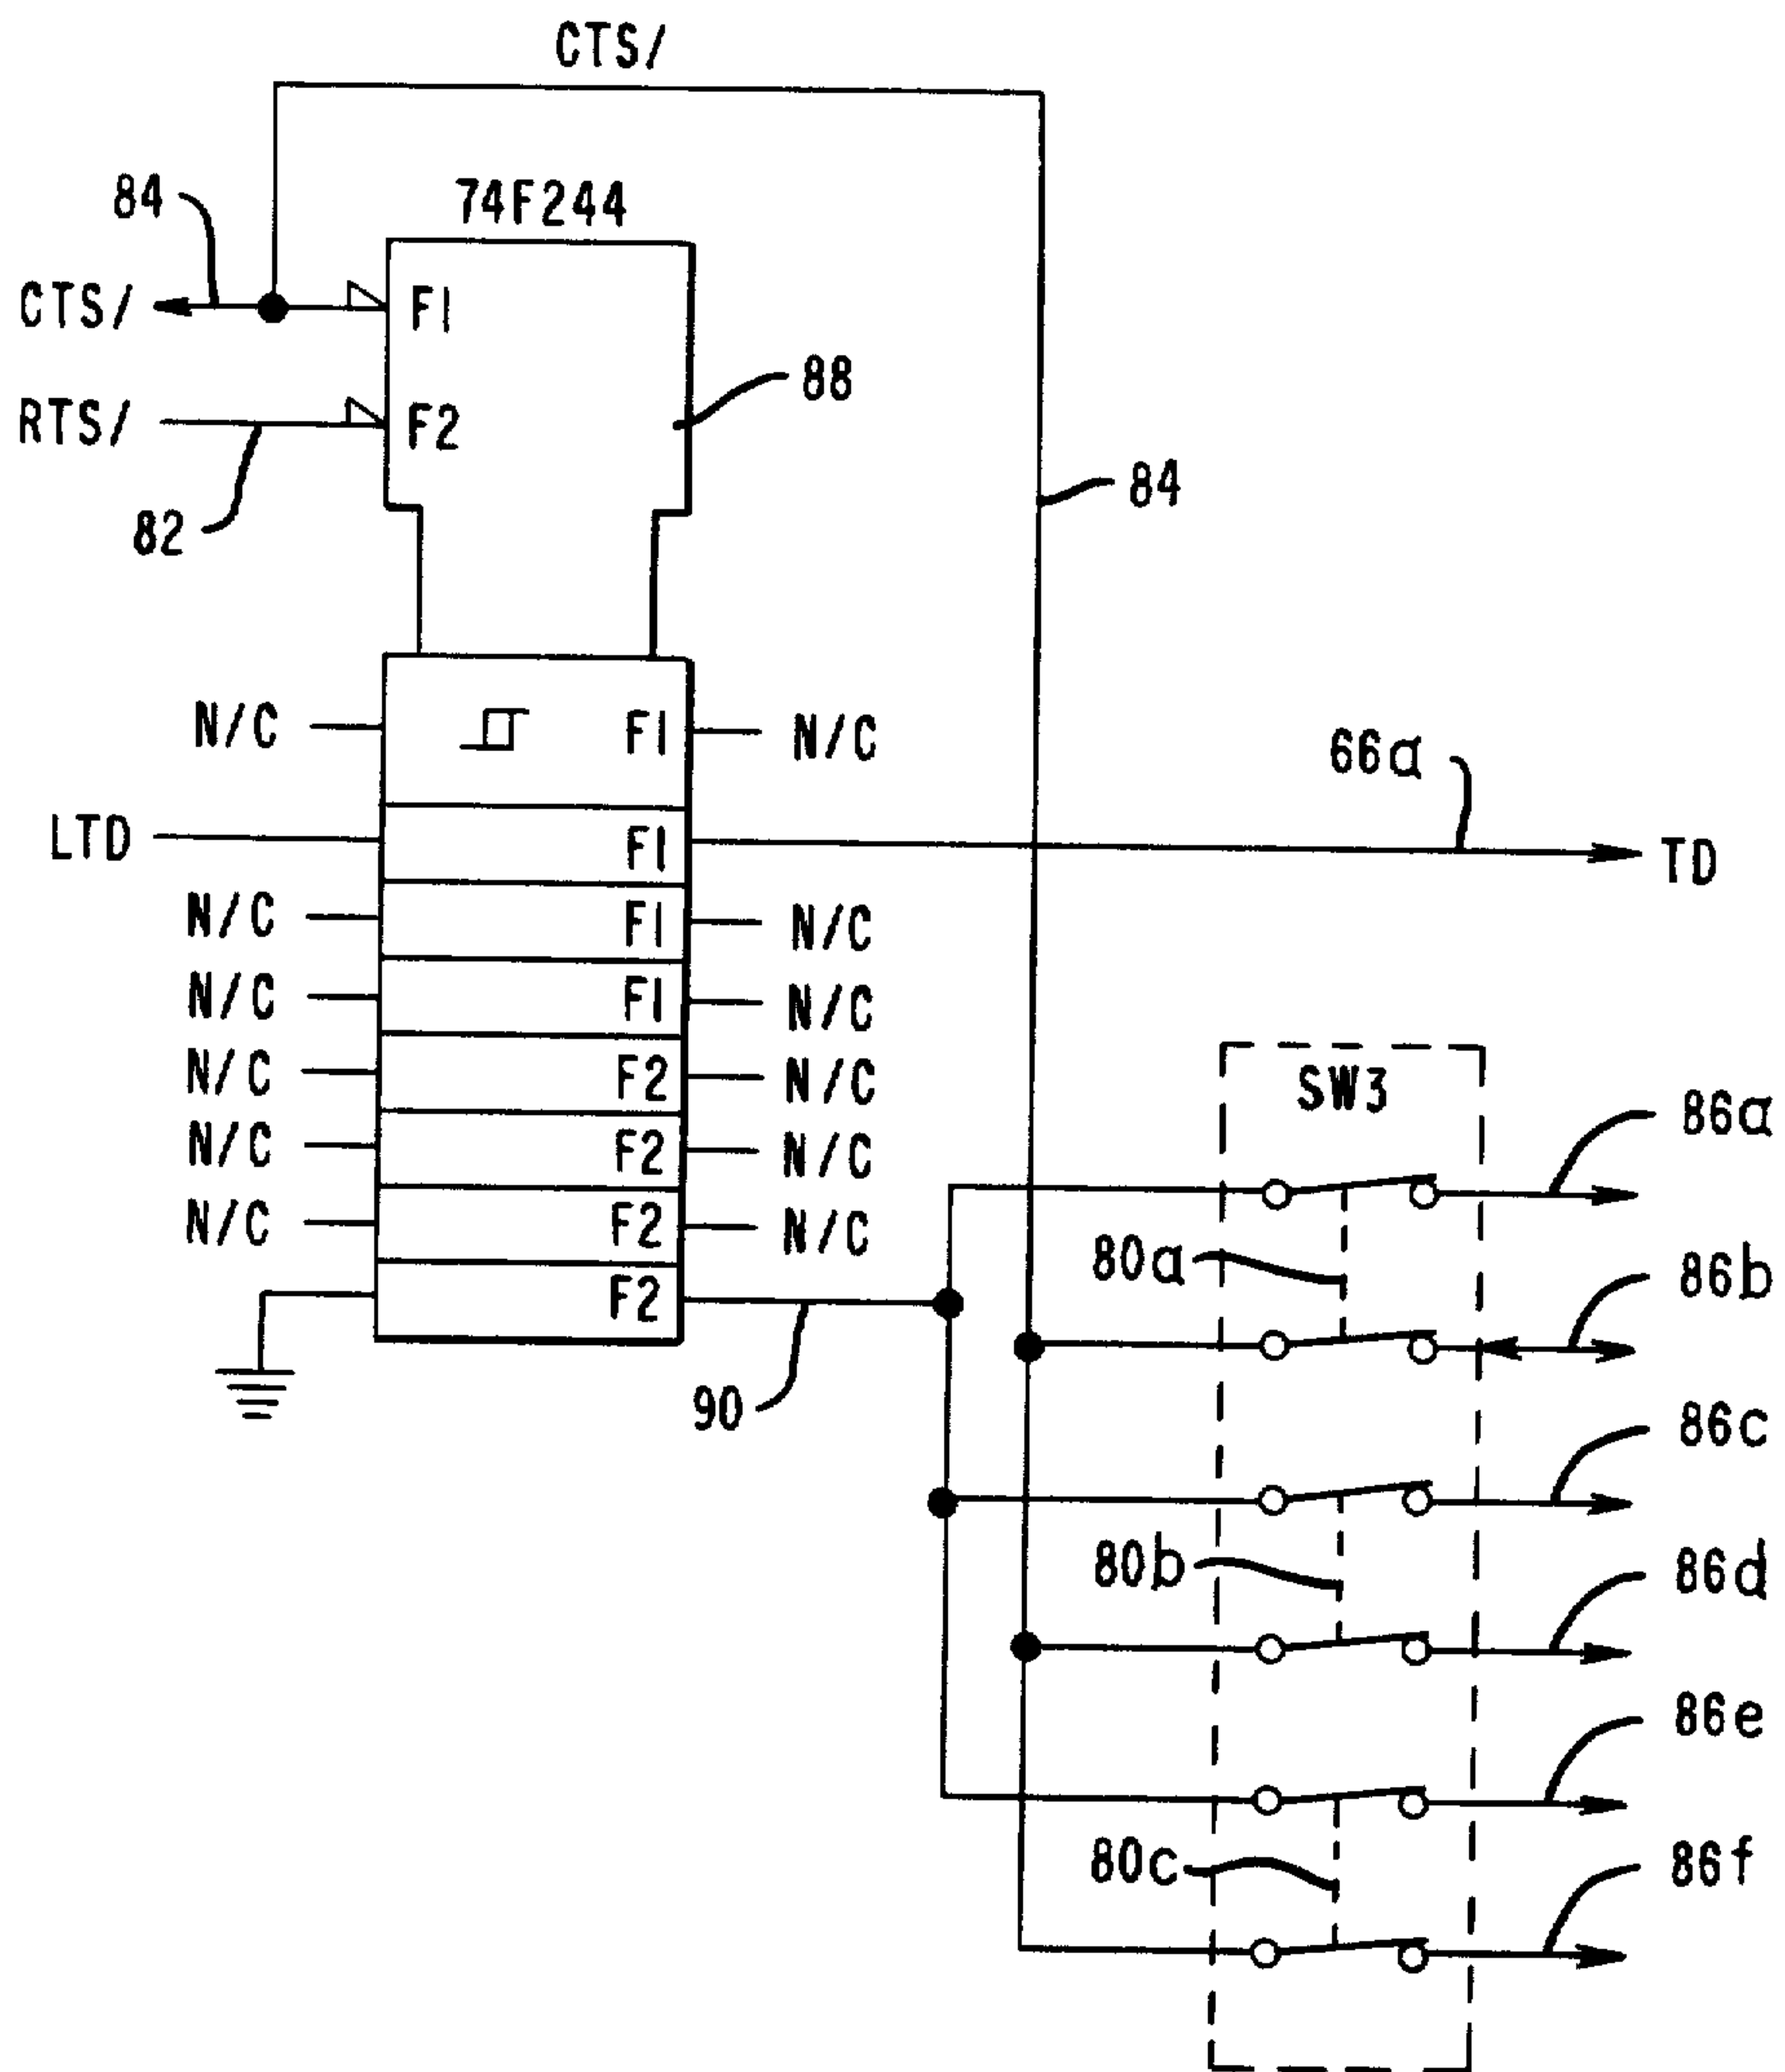 CTS/
84
74F244
CTS/
F1
88
RTS/
F2
84
82
N/C
F1
N/C
66a
LTD
F1
TD
N/C
F1
N/C
N/C
F1
N/C
N/C
F2
N/C
SW3
86a
N/C
F2
N/C
N/C
F2
N/C
80a
86b
F2
90
86c
80b
86d
86e
80c
86f